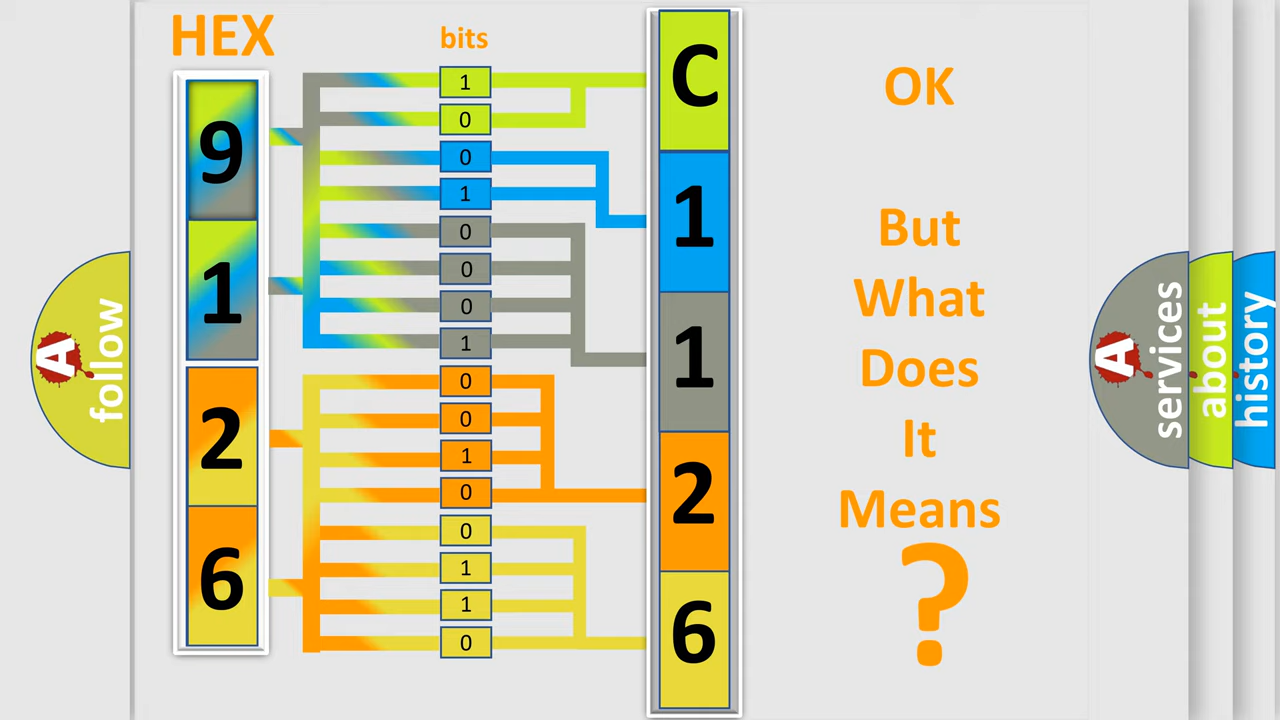 HEX
bits
9
1
2
6
1
0
0
1
0
0
0
1
0
0
1
0
0
1
1
0
C
1
1
2
6
OK
But
What
Does
It
Means
?
A
follow
A
services
about
history